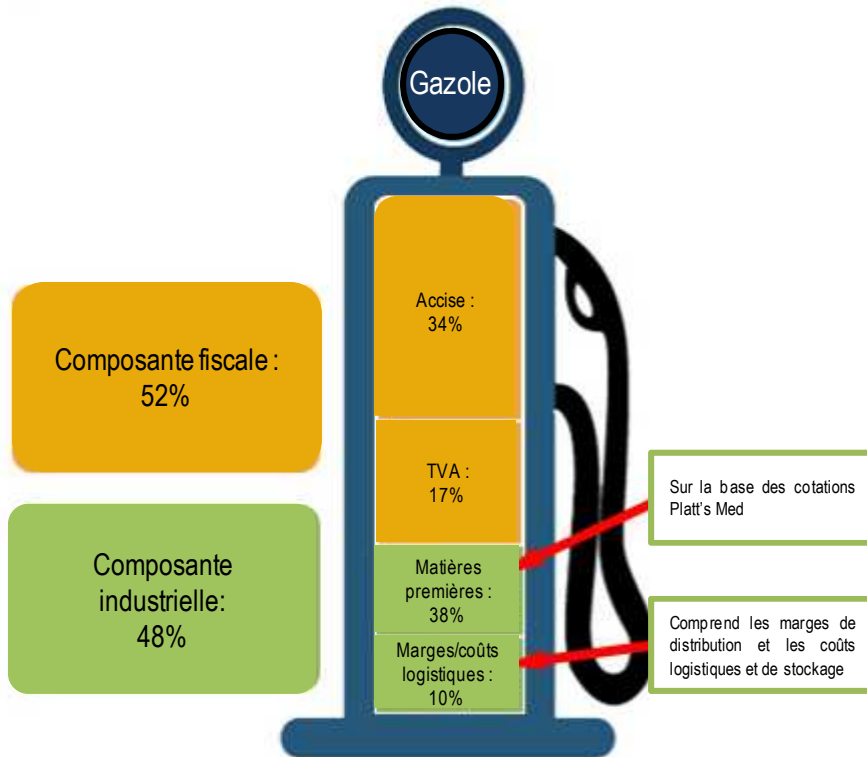 Gazole
Accise :
34%
Composante fiscale :
52%
TVA :
17%
Sur la base des cotations
Platt's Med
Composante
industrielle:
48%
Matières
premières :
38%
Marges/coûts
logistiques :
10%
Comprend les marges de
distribution et les coûts
logistiques et de stockage